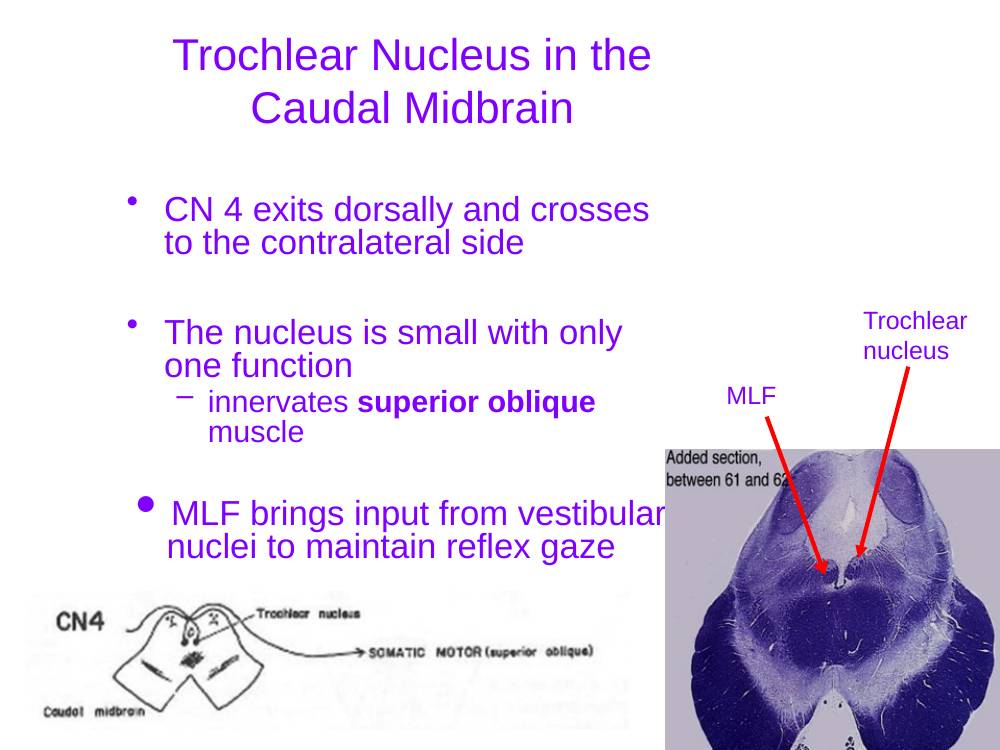 Trochlear Nucleus in the
Caudal Midbrain
• CN 4 exits dorsally and crosses
to the contralateral side
• The nucleus is small with only
one function
– innervates superior oblique
muscle
• MLF brings input from vestibular
nuclei to maintain reflex gaze
Trochlear
nucleus
MLF
Added section,
between 61 and 62
CN4
Trochlear nucleus
SOMATIC MOTOR (superior oblique)
Caudal midbrain